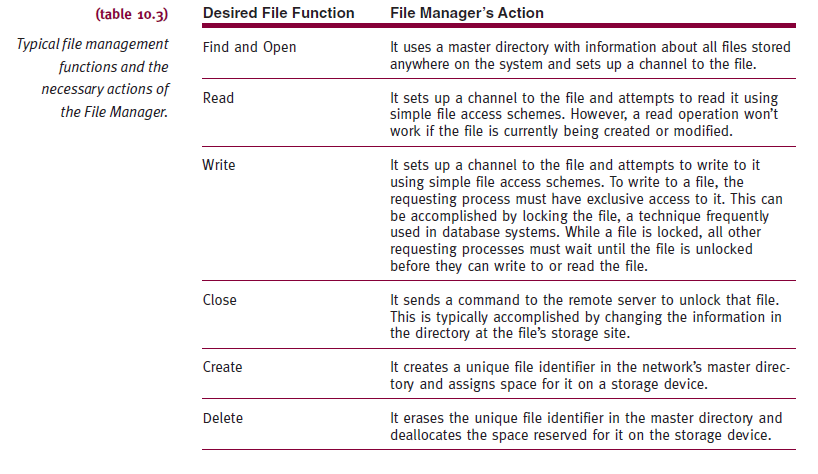 (table 10.3)
Typical file management
functions and the
necessary actions of
the File Manager.
Desired File Function File Manager's Action
Find and Open It uses a master directory with information about all files stored
anywhere on the system and sets up a channel to the file.
Read It sets up a channel to the file and attempts to read it using
simple file access schemes. However, a read operation won't
work if the file is currently being created or modified.
Write It sets up a channel to the file and attempts to write to it
using simple file access schemes. To write to a file, the
requesting process must have exclusive access to it. This can
be accomplished by locking the file, a technique frequently
used in database systems. While a file is locked, all other
requesting processes must wait until the file is unlocked
before they can write to or read the file.
Close It sends a command to the remote server to unlock that file.
This is typically accomplished by changing the information in
the directory at the file's storage site.
Create It creates a unique file identifier in the network's master direc-
tory and assigns space for it on a storage device.
Delete It erases the unique file identifier in the master directory and
deallocates the space reserved for it on the storage device.